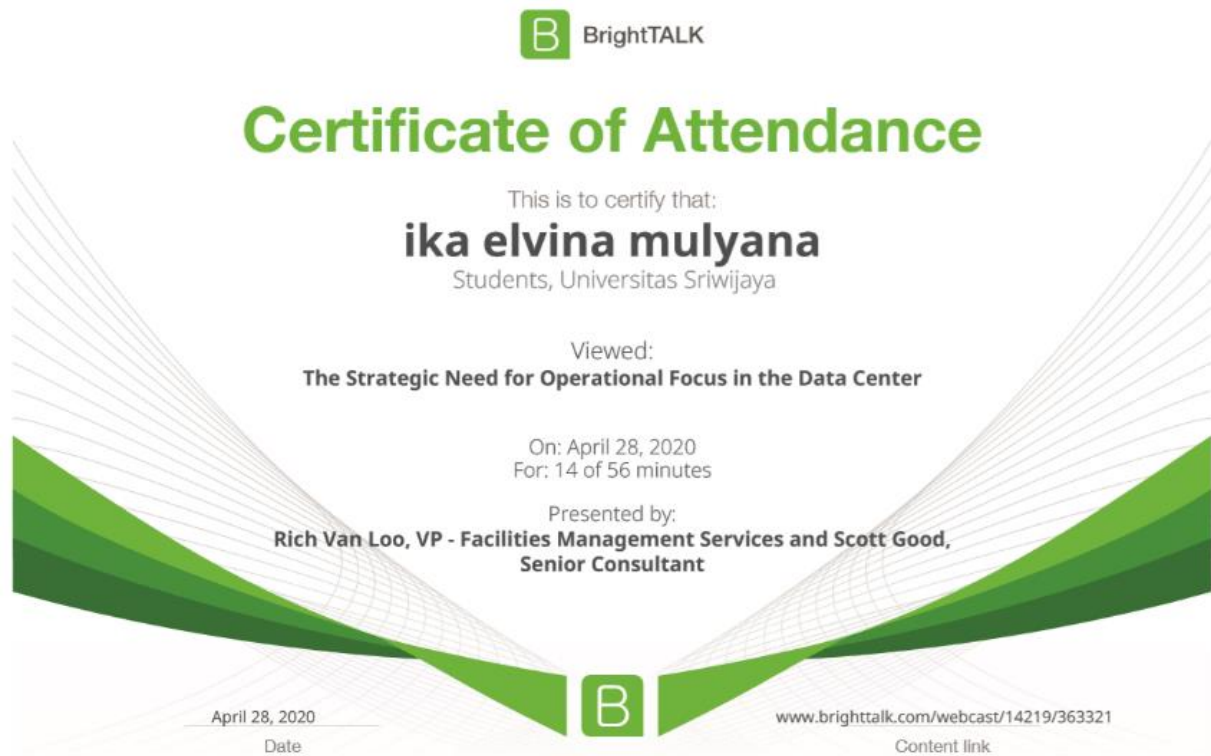 B BrightTALK
Certificate of Attendance
This is to certify that:
ika elvina mulyana
Students, Universitas Sriwijaya
Viewed:
The Strategic Need for Operational Focus in the Data Center
On: April 28, 2020
For: 14 of 56 minutes
Presented by:
Rich Van Loo, VP - Facilities Management Services and Scott Good,
Senior Consultant
B
April 28, 2020
Date
www.brighttalk.com/webcast/14219/363321
Content link